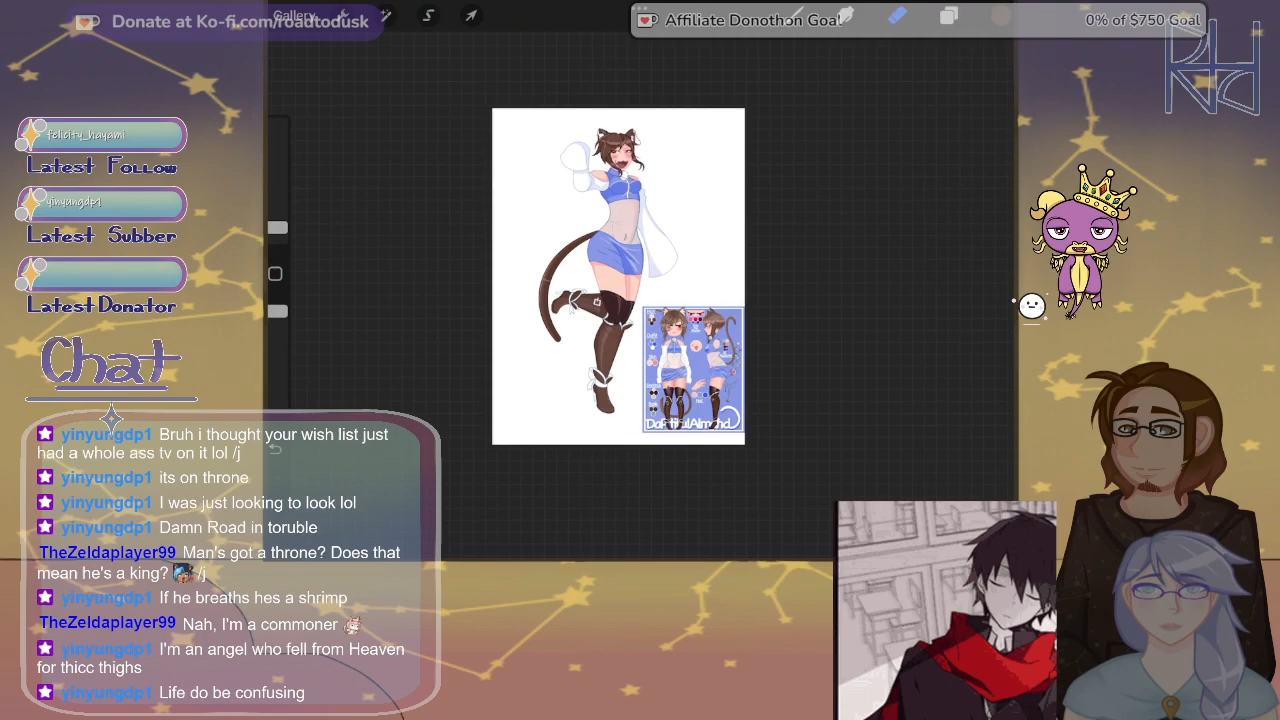 Donate at Ko-fi.com/roadtodusk
Gallery
Affiliate Donothon Goal
0% of $750 Goal
felicity_hayami
Latest Follow
yinyungdp1
Latest Subber
Latest Donator
Chat
yinyungdp1 Bruh i thought your wish list just
had a whole ass tv on it lol /j
yinyungdp1 its on throne
yinyungdp1 I was just looking to look lol
yinyungdp1 Damn Road in toruble
TheZeldaplayer99 Man's got a throne? Does that
mean he's a king? /j
yinyungdp1 If he breaths hes a shrimp
TheZeldaplayer99 Nah, I'm a commoner
yinyungdp1 I'm an angel who fell from Heaven
for thicc thighs
yinyungdp1 Life do be confusing